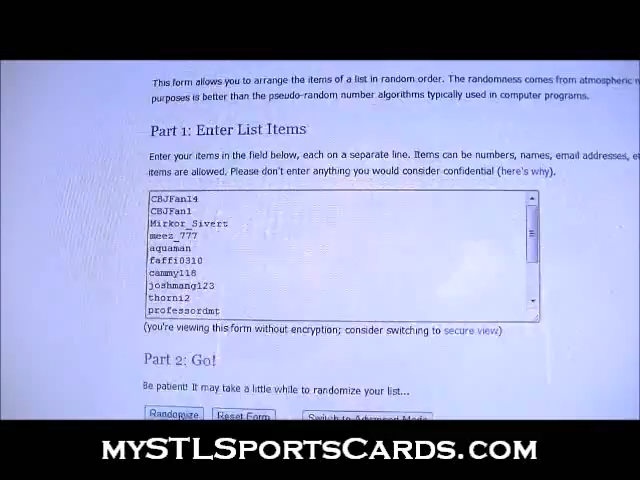 This form allows you to arrange the items of a list in random order. The randomness comes from atmospheric
purposes is better than the pseudo-random number algorithms typically used in computer programs.
Part 1: Enter List Items
Enter your items in the field below, each on a separate line. Items can be numbers, names, email addresses,
items are allowed. Please don't enter anything you would consider confidential (here's why).
CBJFan14
CBJFan1
Mirkor_Sivert
meez_777
aquaman
faffi0310
cammy118
joshmang123
thorni2
professordmt
(you're viewing this form without encryption; consider switching to secure view)
Part 2: Go!
Be patient! It may take a little while to randomize your list...
Randomize Reset Form Switch to Advanced Mode
mySTLSportsCards.com